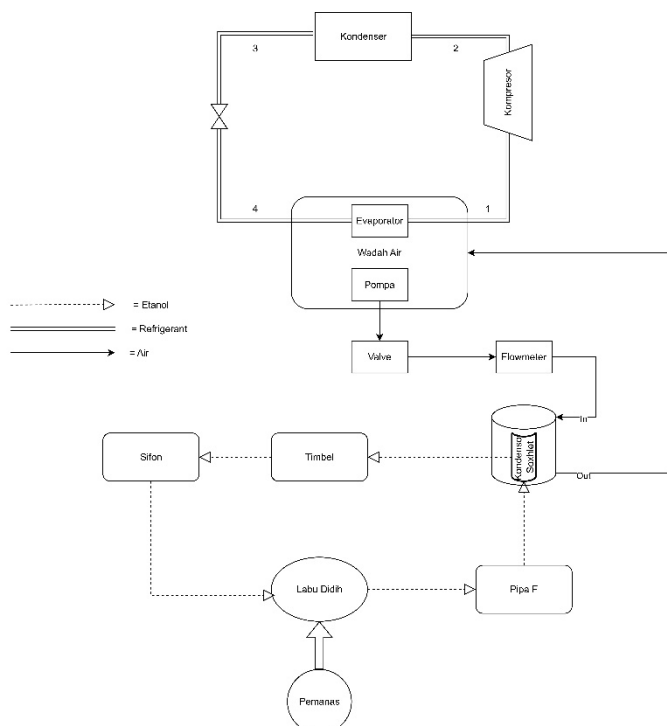 3
Kondenser
2
Kompresor
4
Evaporator
1
Wadah Air
Pompa
= Etanol
= Refrigerant
= Air
Valve
Flowmeter
In
Sifon
Timbel
Kondensor
Soxhlet
Out
Labu Didih
Pipa F
Pemanas